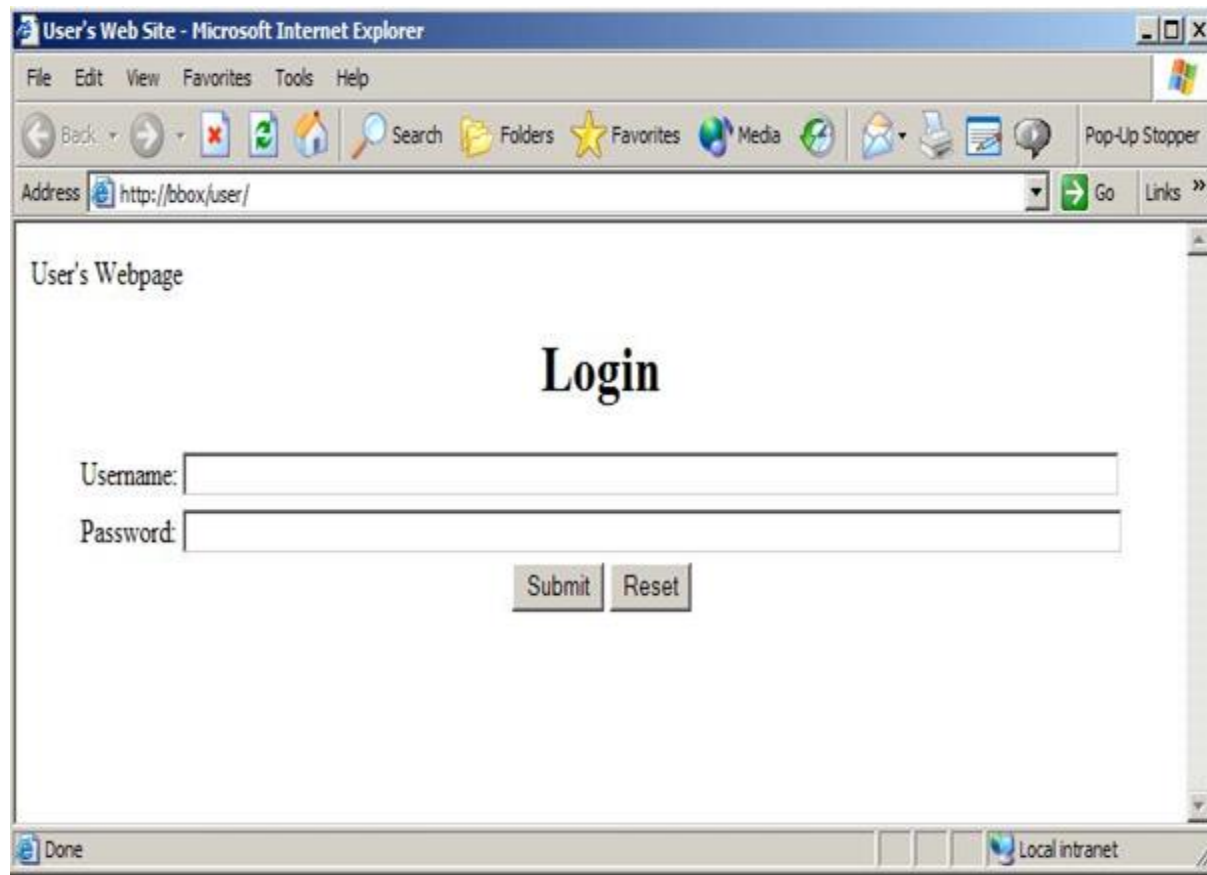 User's Web Site - Microsoft Internet Explorer
File Edit View Favorites Tools Help
Back Search Folders Favorites Media Pop-Up Stopper
Address http://bbox/user/ Go Links »
User's Webpage
Login
Username:
Password:
Submit Reset
Done Local intranet